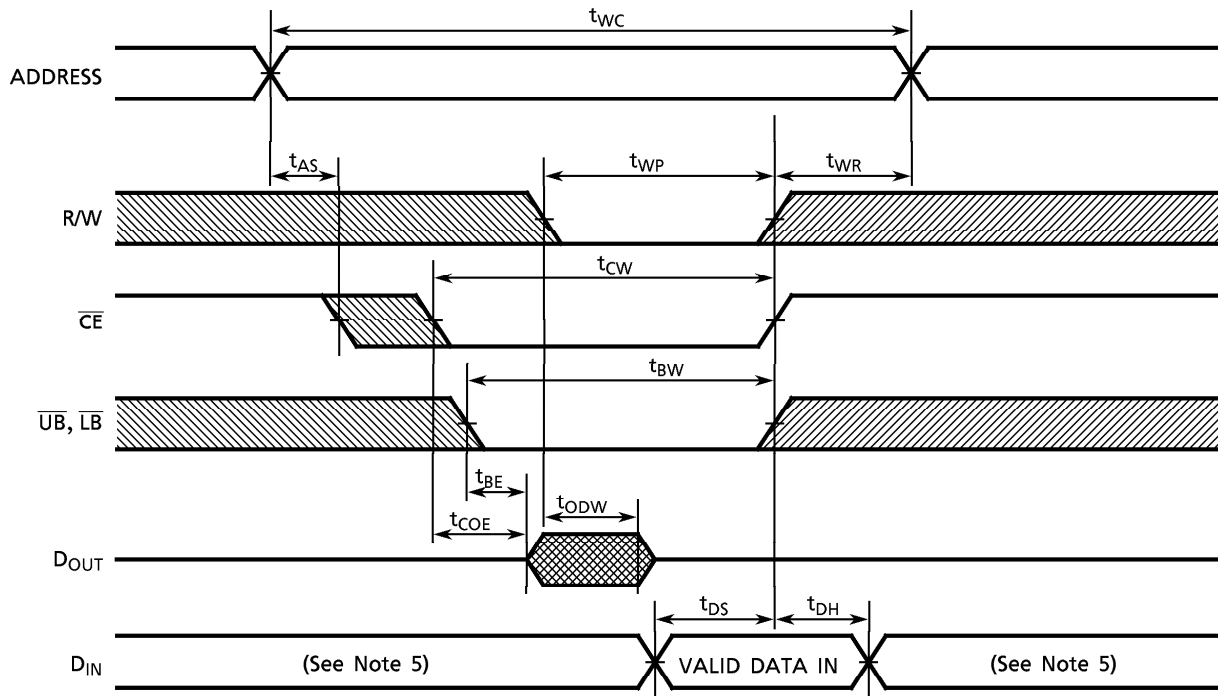 tWC
ADDRESS
tAS
tWP
tWR
R/W
tCW
CE
tBW
UB, LB
tBE
tODW
tCOE
DOUT
tDS
tDH
DIN
(See Note 5)
VALID DATA IN
(See Note 5)